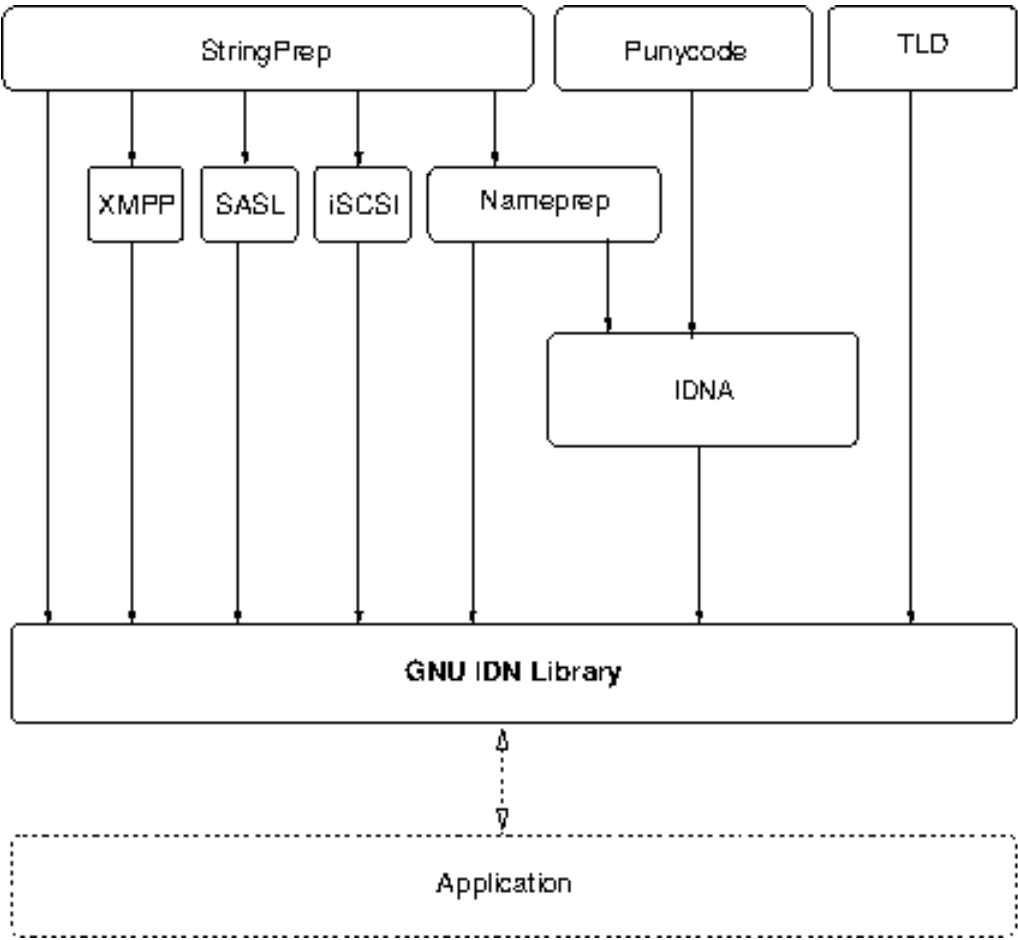 StringPrep
Punycode
TLD
XMPP
SASL
iSCSI
Nameprep
IDNA
GNU IDN Library
Application